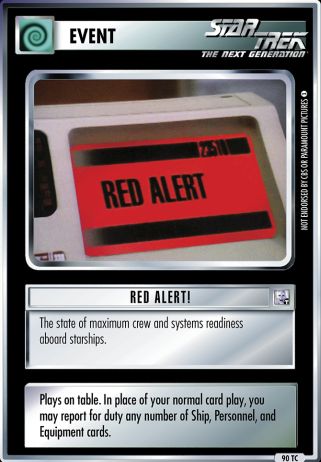 EVENT
STAR TREK
THE NEXT GENERATION
RED ALERT
NOT ENDORSED BY CBS OR PARAMOUNT PICTURES
RED ALERT!
The state of maximum crew and systems readiness
aboard starships.
Plays on table. In place of your normal card play, you
may report for duty any number of Ship, Personnel, and
Equipment cards.
90 TC